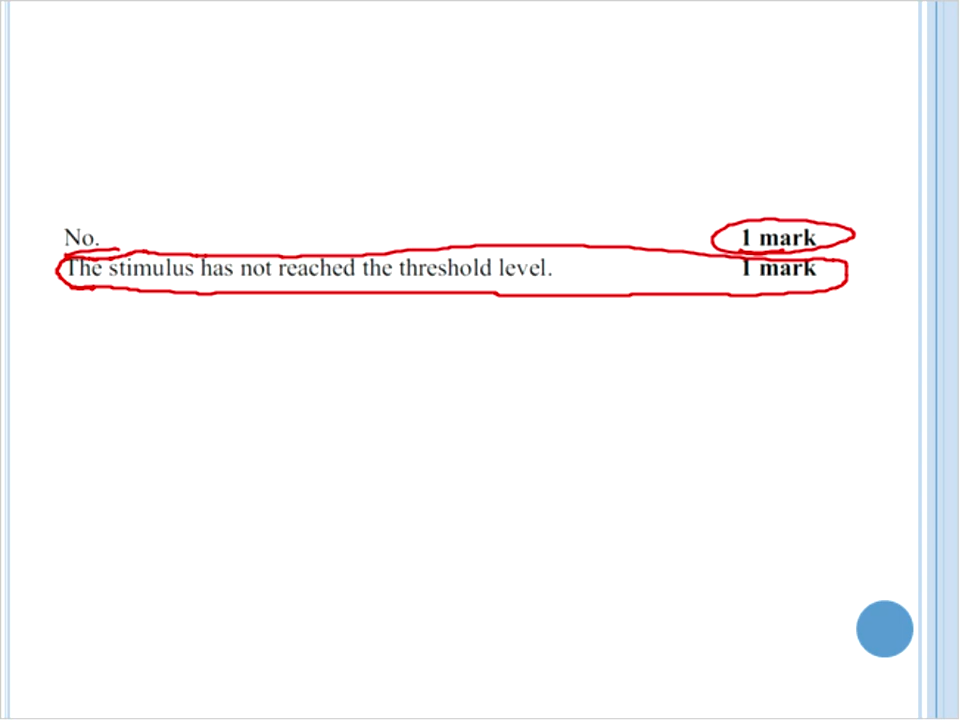 No. 1 mark
The stimulus has not reached the threshold level. 1 mark